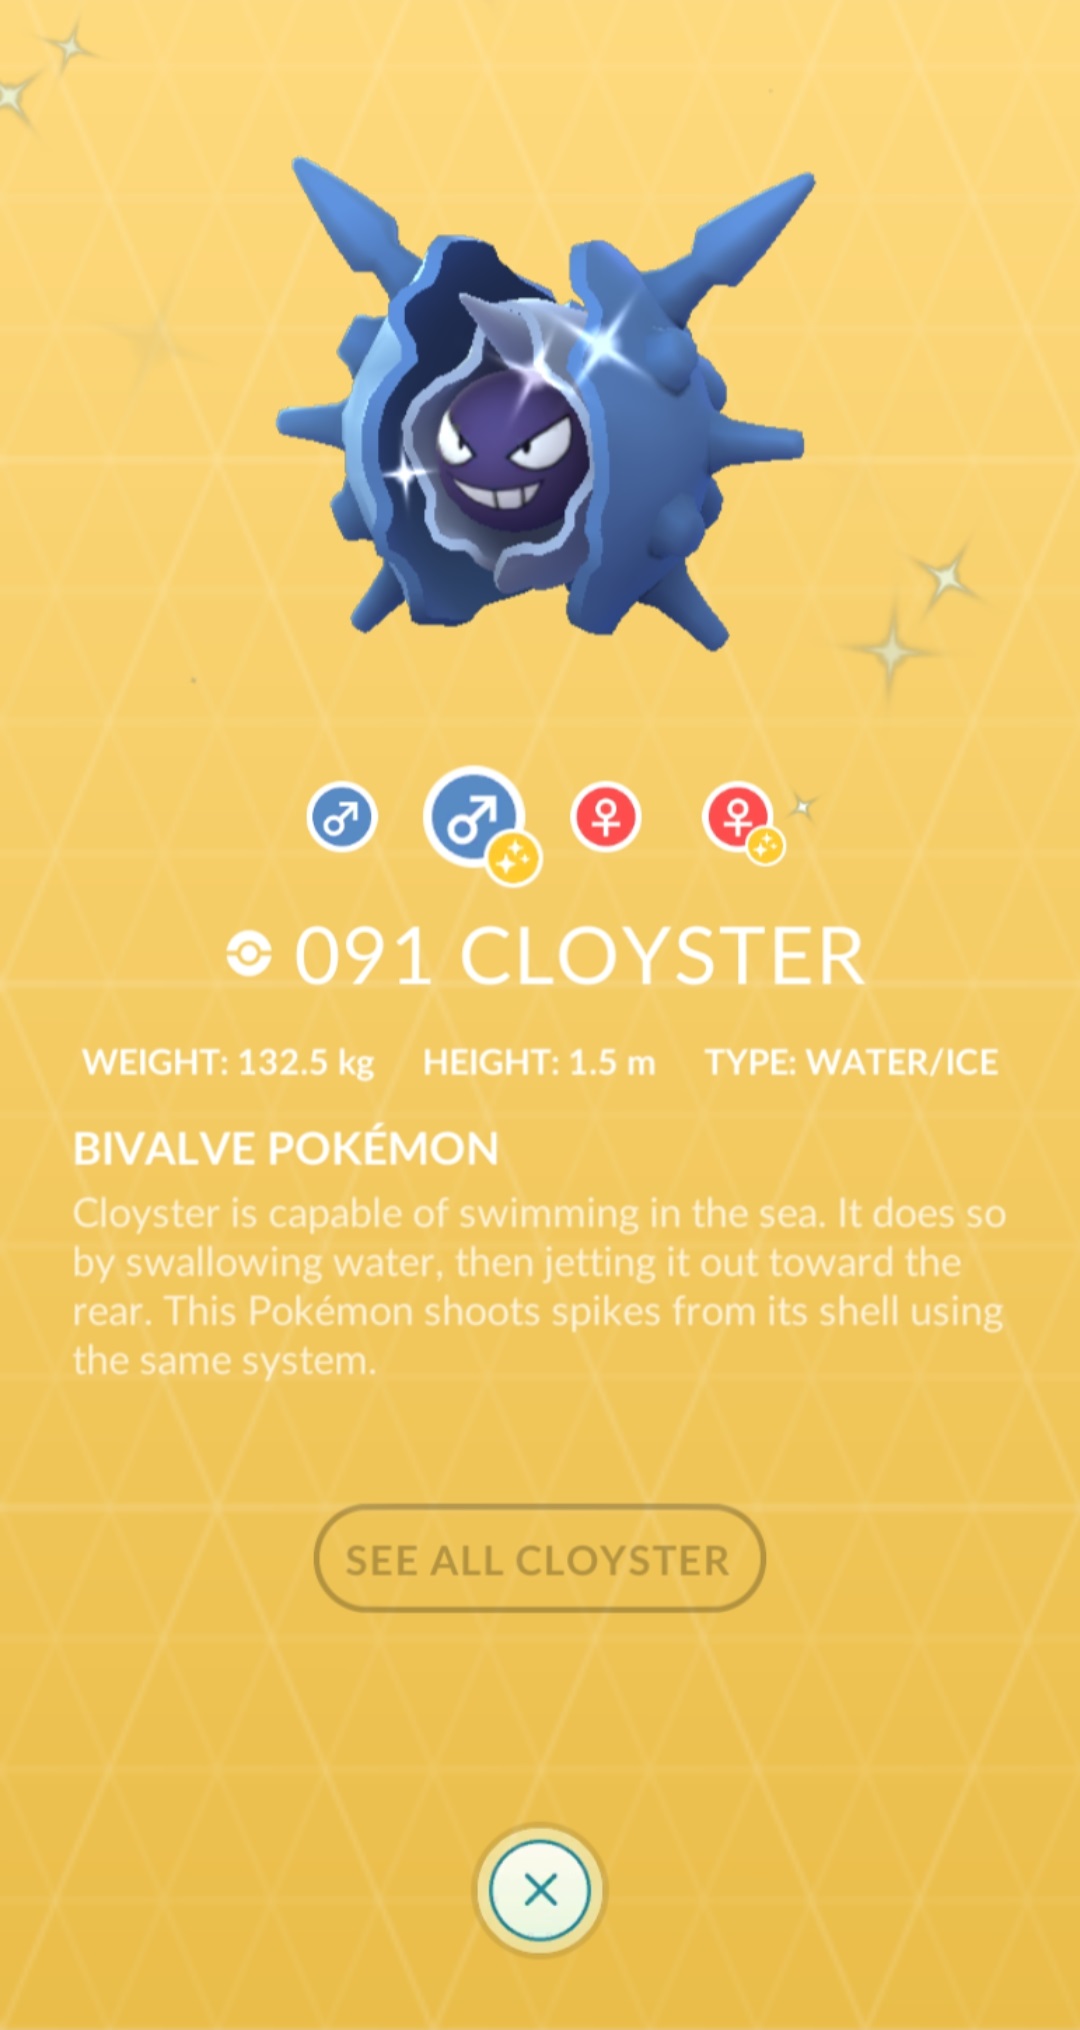 091 CLOYSTER
WEIGHT: 132.5 kg HEIGHT: 1.5 m TYPE: WATER/ICE
BIVALVE POKÉMON
Cloyster is capable of swimming in the sea. It does so
by swallowing water, then jetting it out toward the
rear. This Pokémon shoots spikes from its shell using
the same system.
SEE ALL CLOYSTER